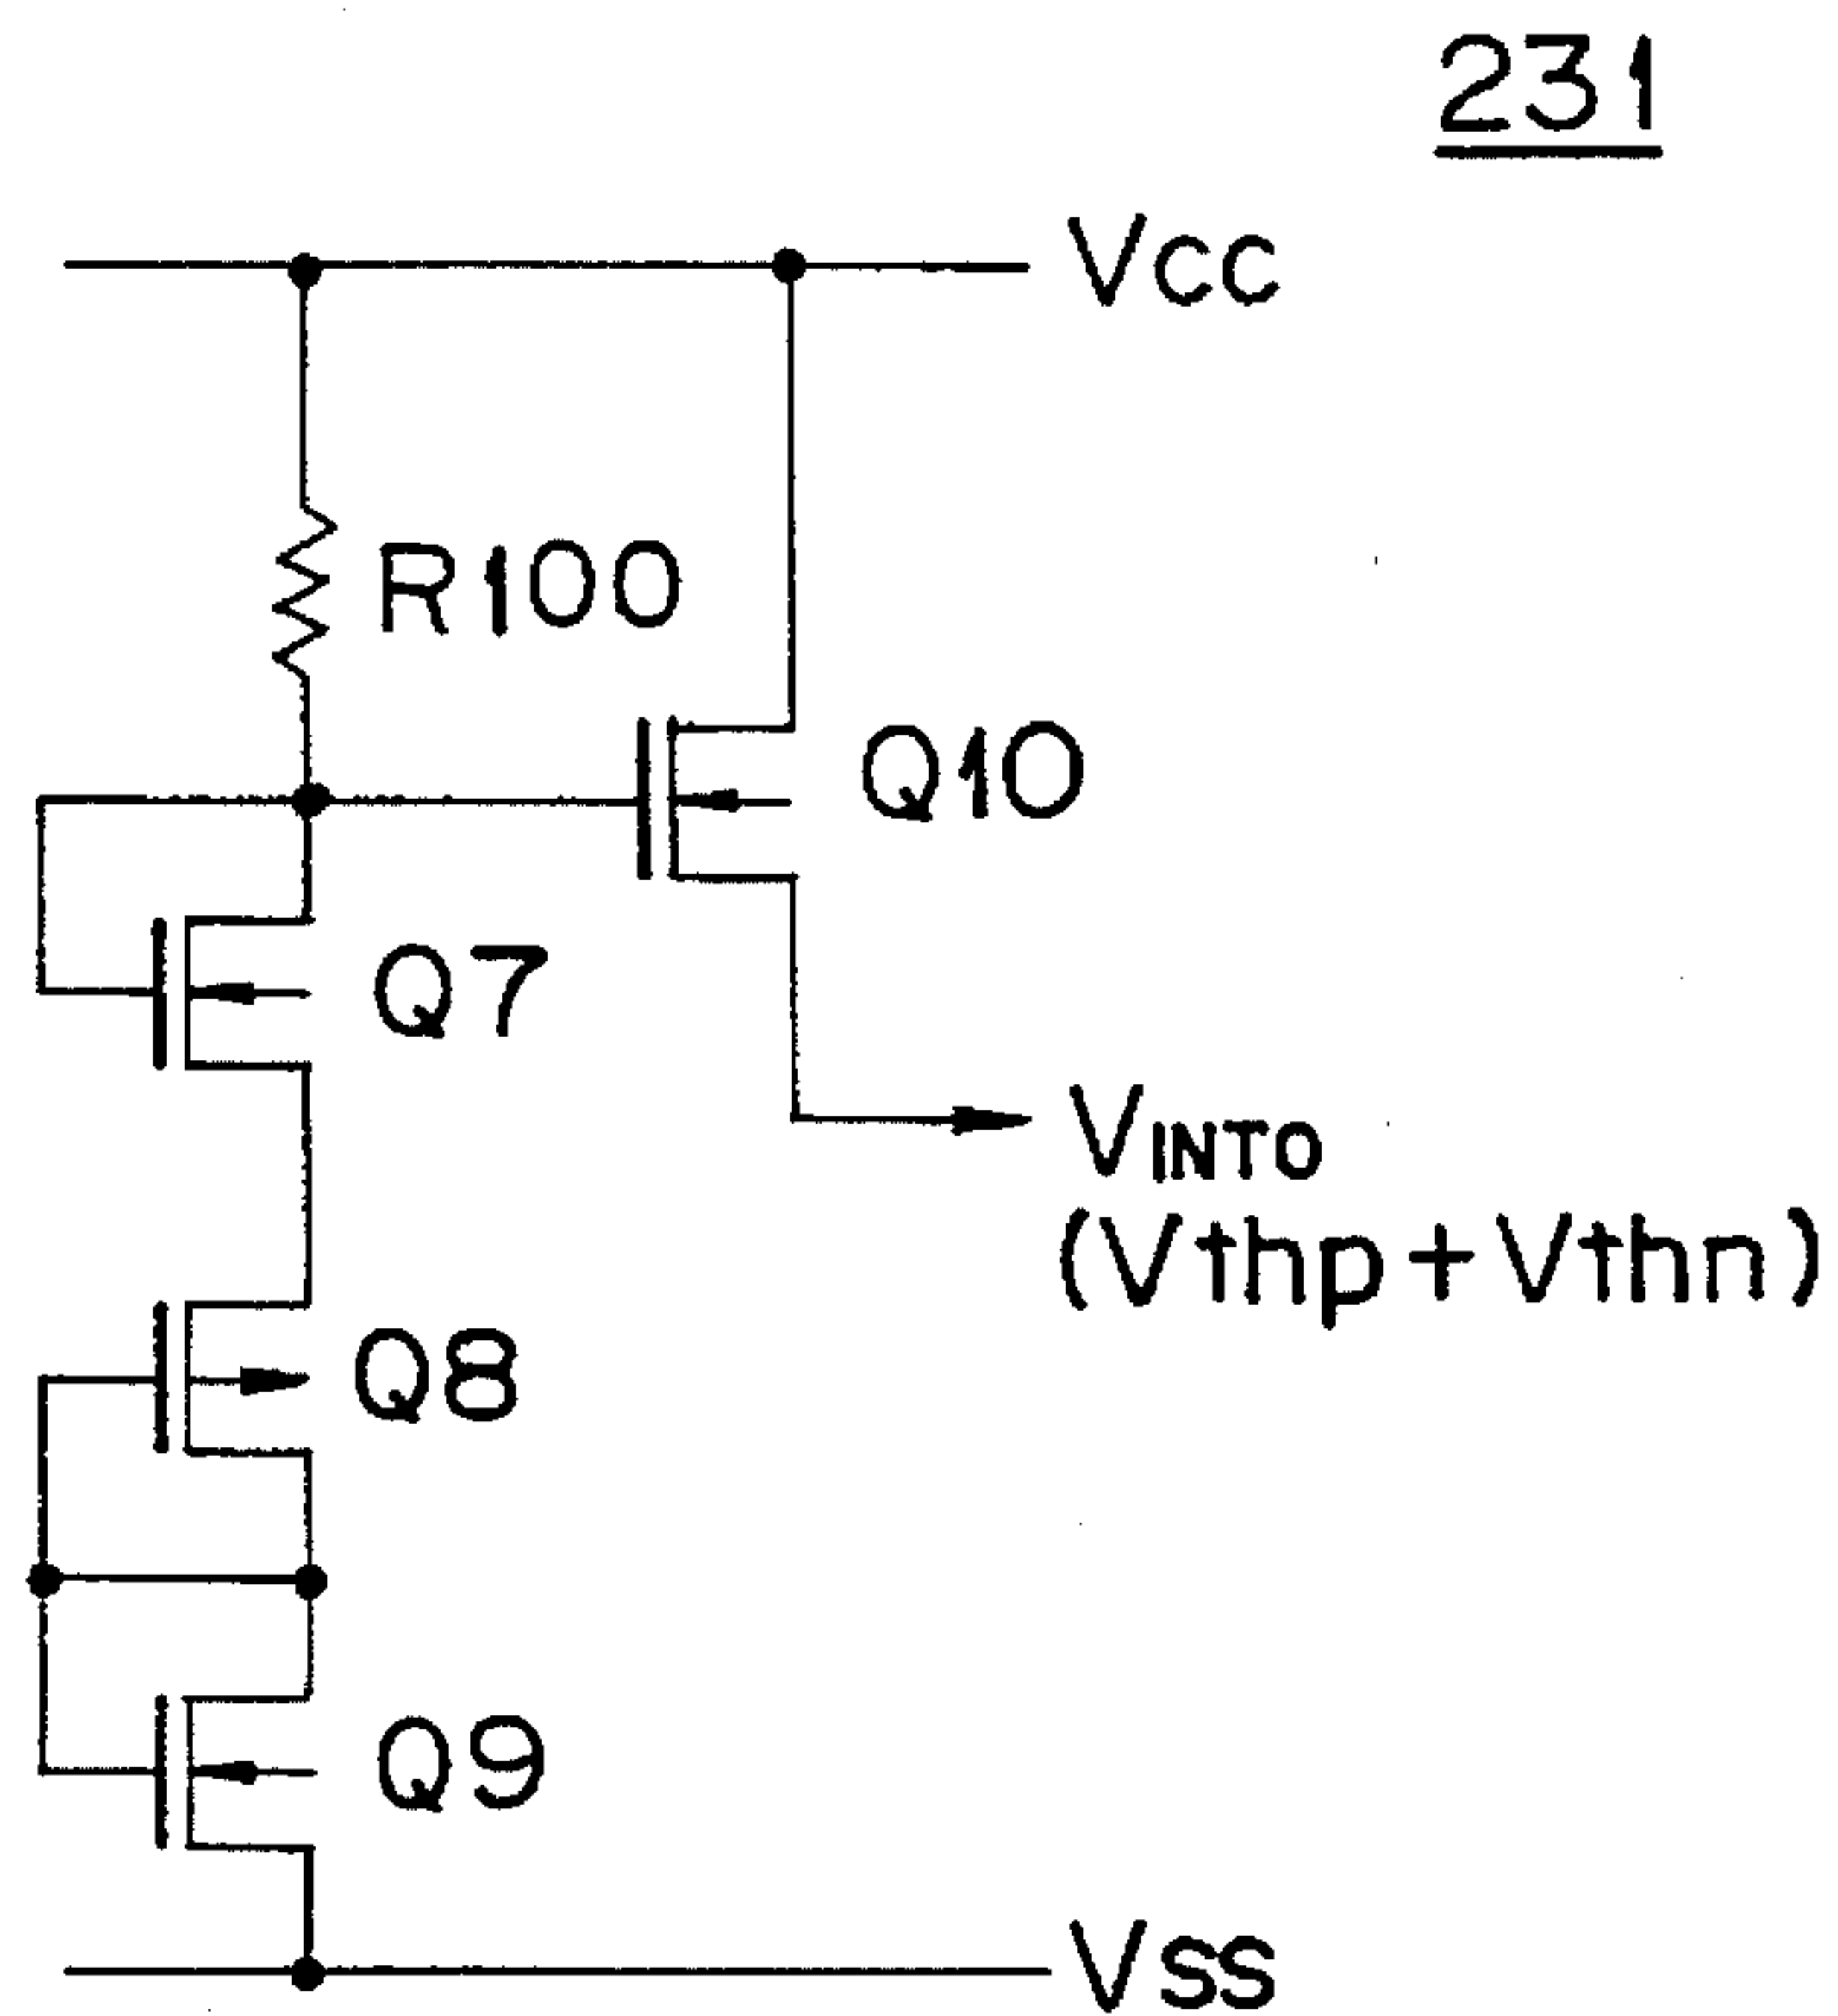 231
Vcc
R100
Q10
Q7
VINTO
(Vthp+Vthn)
Q8
Q9
Vss